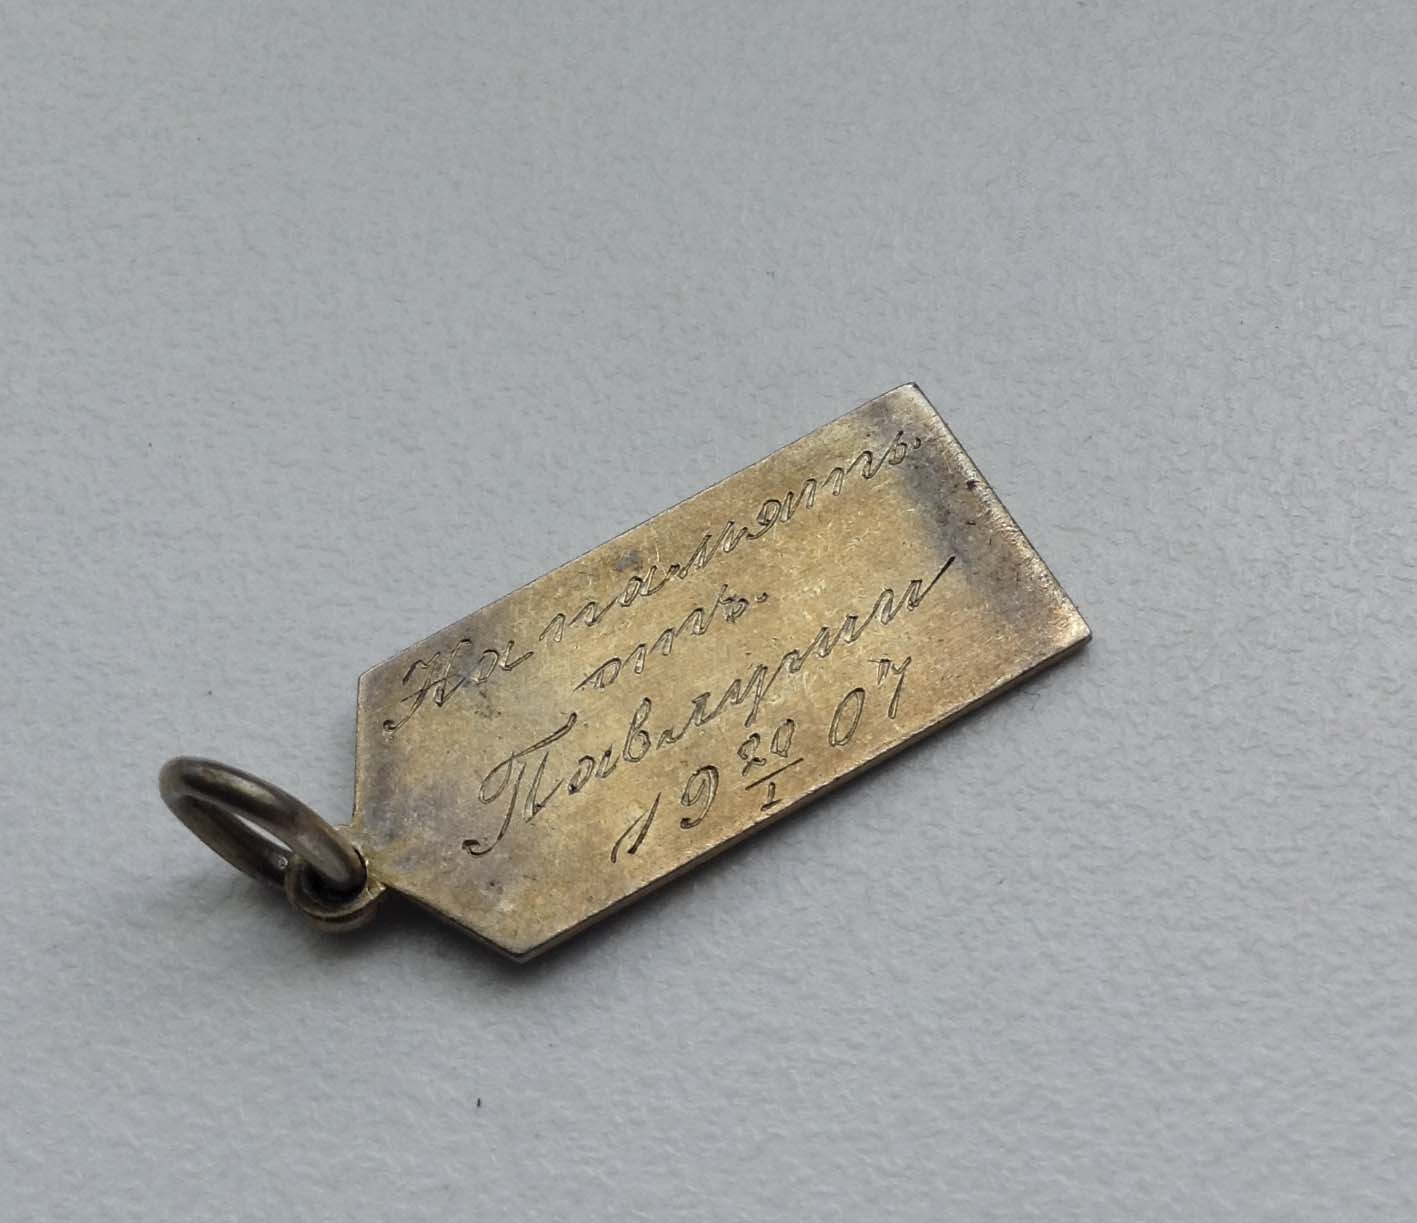 На память.
отъ.
Павлуши
19 20/I 07